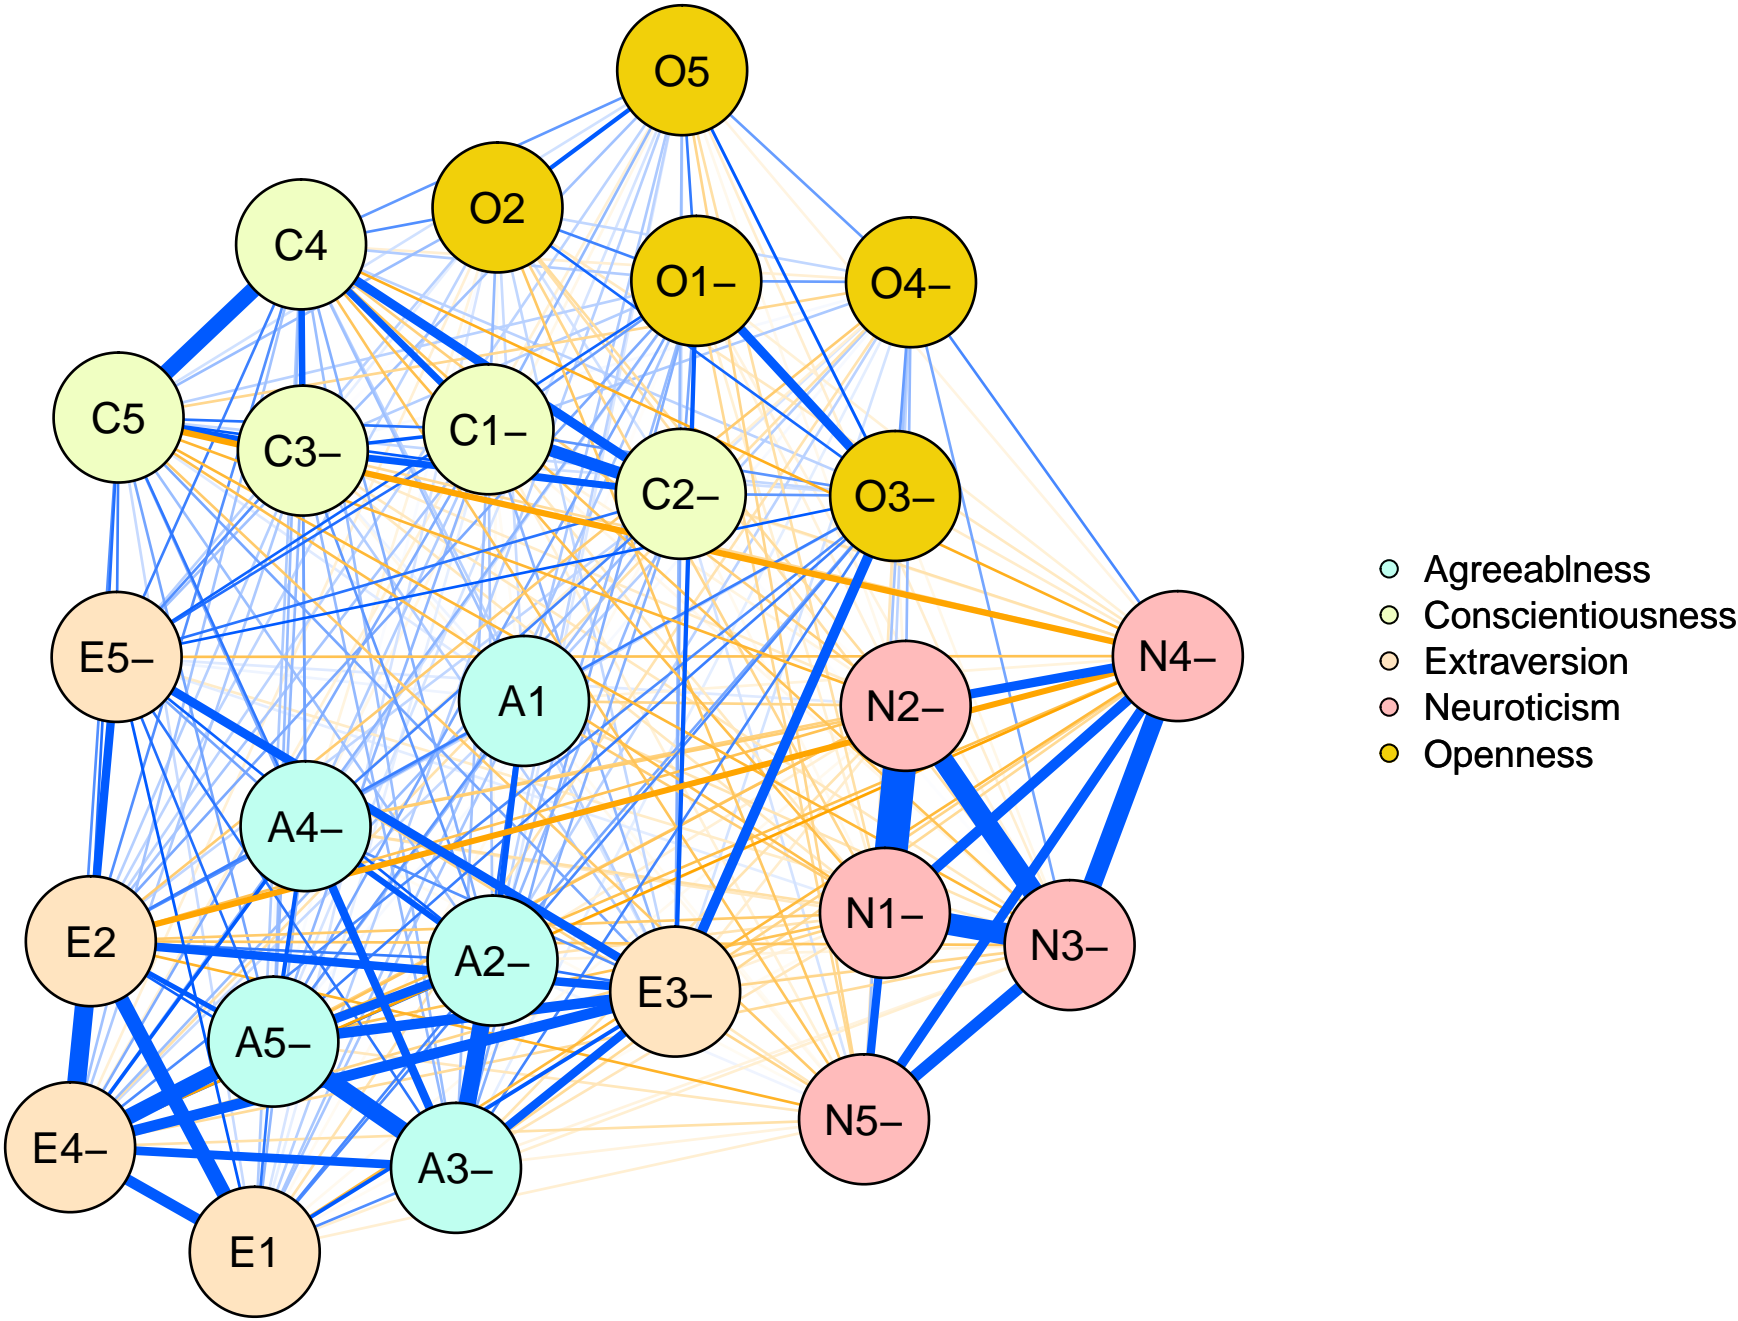 O5
O2
C4
O1–
O4–
C5
C3–
C1–
C2–
O3–
E5–
A1
N2–
N4–
A4–
E2
A2–
E3–
N1–
N3–
A5–
E4–
A3–
N5–
E1
Agreeablness
Conscientiousness
Extraversion
Neuroticism
Openness